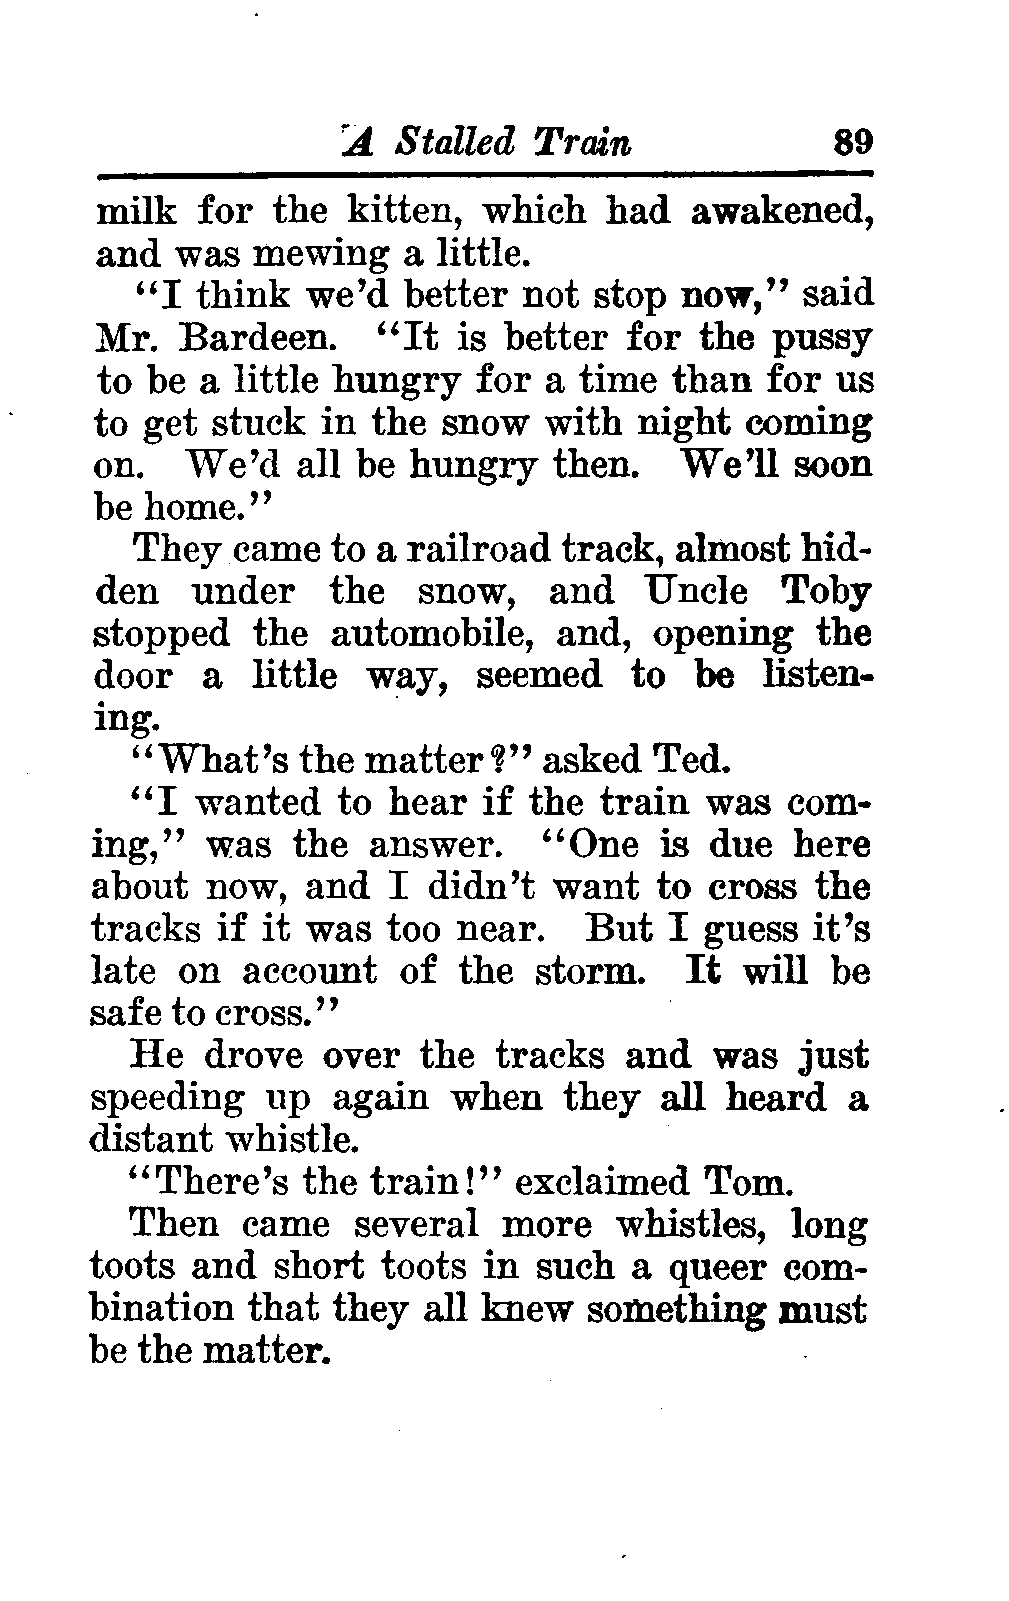 A Stalled Train 89
milk for the kitten, which had awakened,
and was mewing a little.
"I think we'd better not stop now," said
Mr. Bardeen. "It is better for the pussy
to be a little hungry for a time than for us
to get stuck in the snow with night coming
on. We'd all be hungry then. We'll soon
be home."
They came to a railroad track, almost hid-
den under the snow, and Uncle Toby
stopped the automobile, and, opening the
door a little way, seemed to be listen-
ing.
"What's the matter?" asked Ted.
"I wanted to hear if the train was com-
ing," was the answer. "One is due here
about now, and I didn't want to cross the
tracks if it was too near. But I guess it's
late on account of the storm. It will be
safe to cross."
He drove over the tracks and was just
speeding up again when they all heard a
distant whistle.
"There's the train!" exclaimed Tom.
Then came several more whistles, long
toots and short toots in such a queer com-
bination that they all knew something must
be the matter.